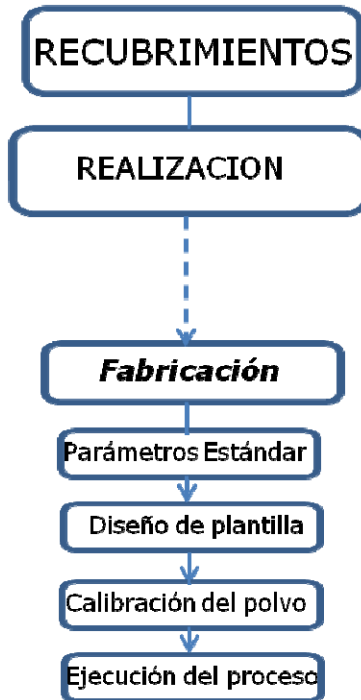 RECUBRIMIENTOS
REALIZACION
Fabricación
Parámetros Estándar
Diseño de plantilla
Calibración del polvo
Ejecución del proceso